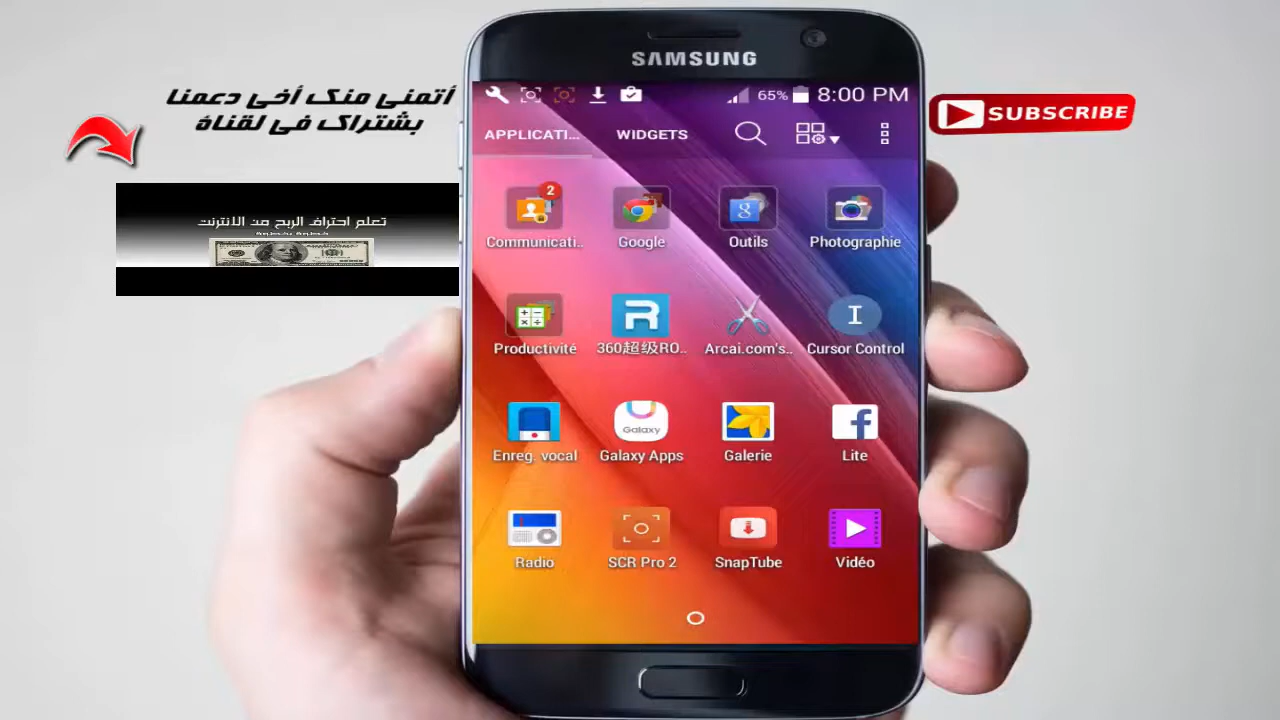 SAMSUNG
أتمنى منك أخي دعمنا
بشتراك في لقناة
65% 8:00 PM
SUBSCRIBE
APPLICATI... WIDGETS
تعلم احتراف الربح من الانترنت
2
Communicati.. Google Outils Photographie
Productivité 360超级RO.. Arcai.com's.. Cursor Control
Galaxy
Enreg. vocal Galaxy Apps Galerie Lite
Radio SCR Pro 2 SnapTube Vidéo